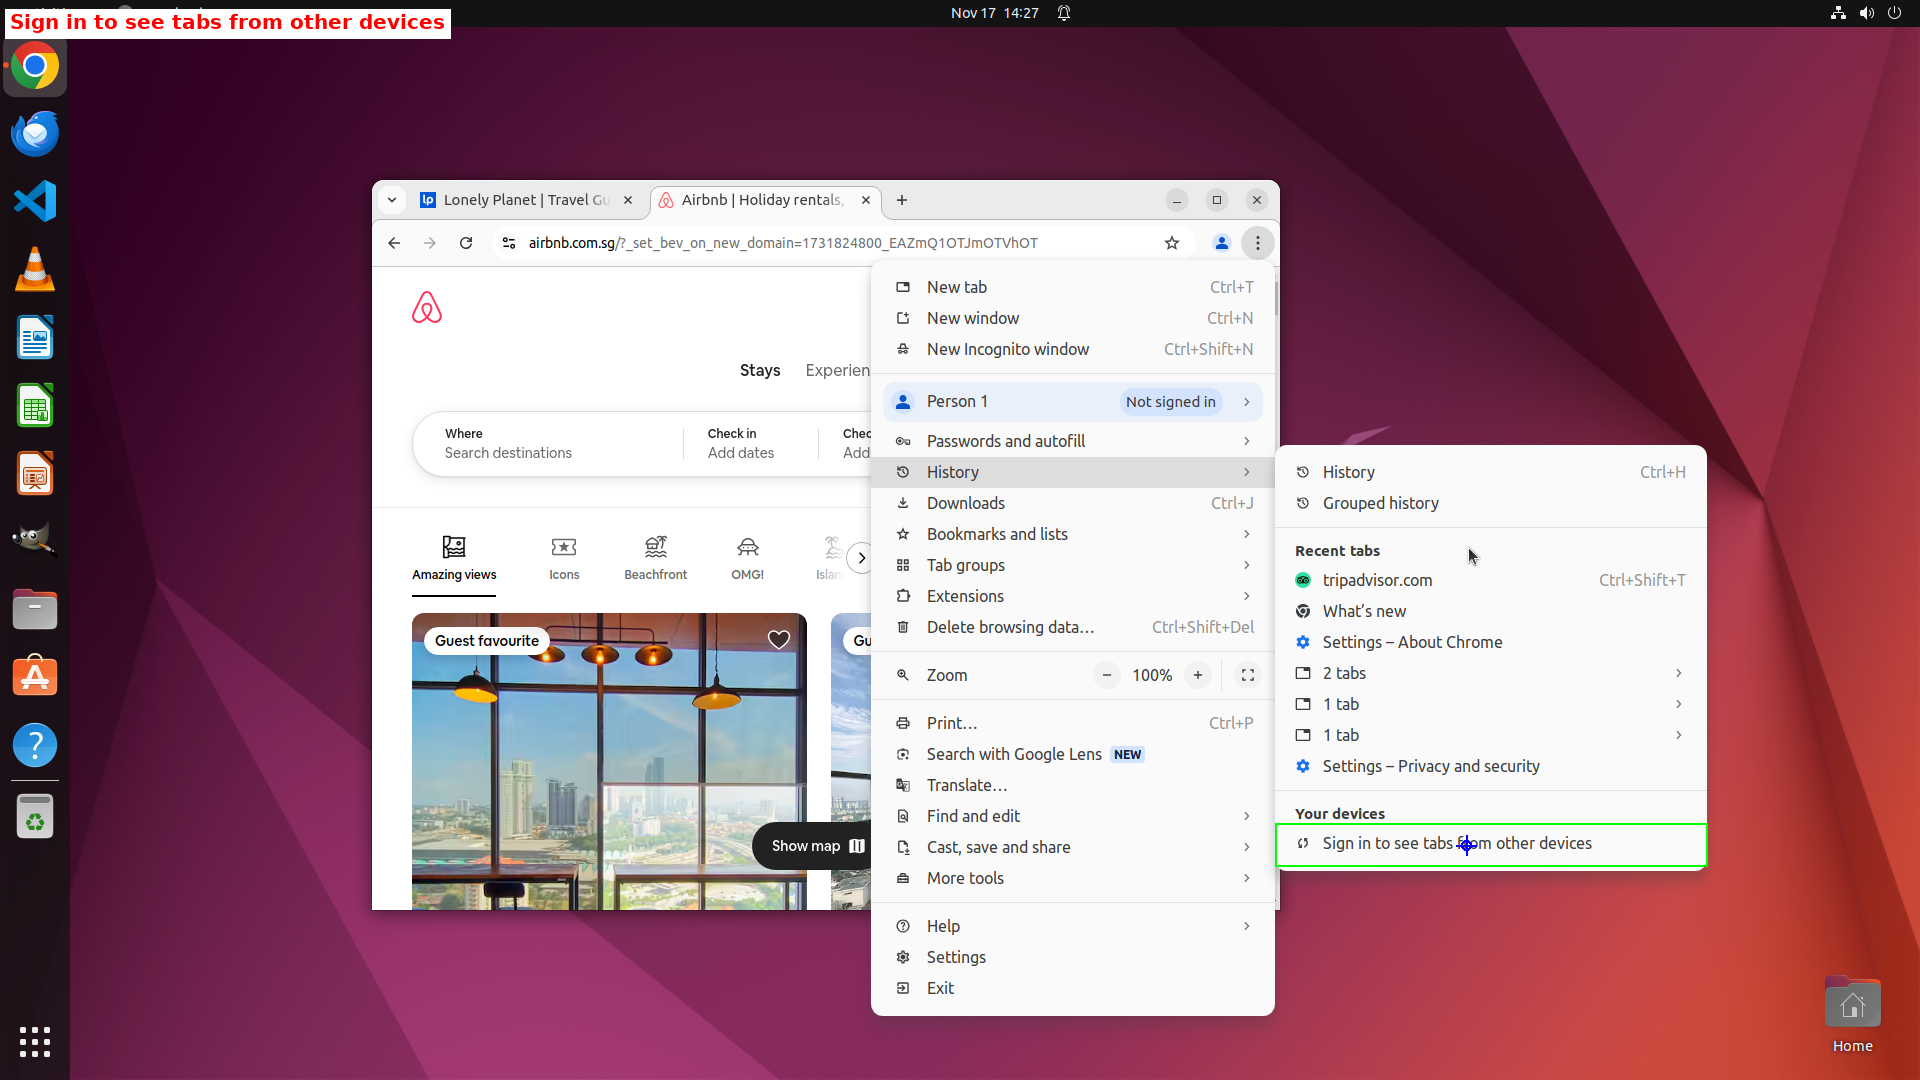 Sign in to see tabs from other devices
Nov 17 14:27
Lonely Planet | Travel Gu
Airbnb | Holiday rentals,
airbnb.com.sg/?_set_bev_on_new_domain=1731824800_EAZmQ1OTJmOTVhOT
New tab Ctrl+T
New window Ctrl+N
New Incognito window Ctrl+Shift+N
Person 1 Not signed in
Passwords and autofill
History
Downloads Ctrl+J
Bookmarks and lists
Tab groups
Extensions
Delete browsing data... Ctrl+Shift+Del
Zoom 100%
Print... Ctrl+P
Search with Google Lens NEW
Translate...
Find and edit
Cast, save and share
More tools
Help
Settings
Exit
History Ctrl+H
Grouped history
Recent tabs
tripadvisor.com Ctrl+Shift+T
What's new
Settings – About Chrome
2 tabs
1 tab
1 tab
Settings – Privacy and security
Your devices
Sign in to see tabs from other devices
Stays Experien
Where
Search destinations
Check in
Add dates
Chec
Add
Amazing views
Icons
Beachfront
OMG!
Islan
Guest favourite
Gu
Show map
Home